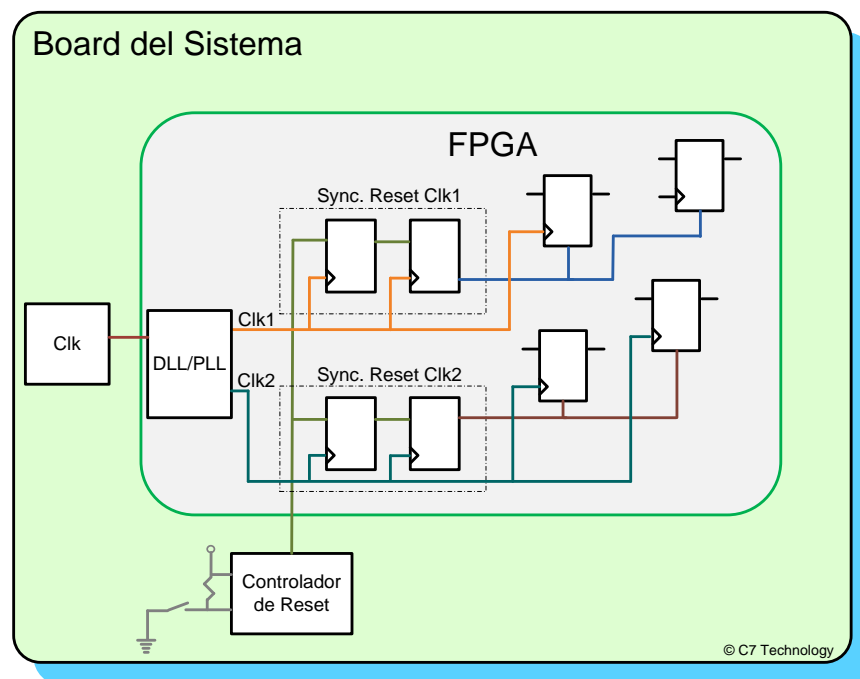 Board del Sistema
FPGA
Sync. Reset Clk1
Clk
Clk1
DLL/PLL
Clk2
Sync. Reset Clk2
Controlador
de Reset
© C7 Technology